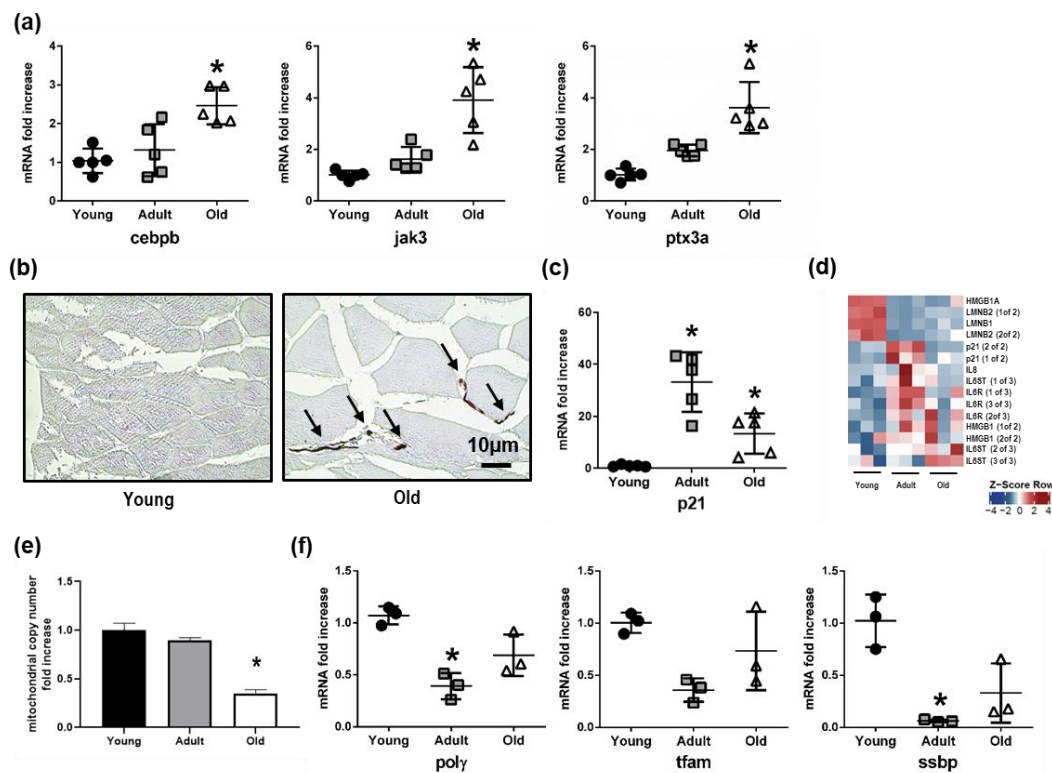 (a)
mRNA fold increase
4
3
2
1
0
Young Adult Old
cebpb
*
mRNA fold increase
6
4
2
0
Young Adult Old
jak3
*
mRNA fold increase
6
4
2
0
Young Adult Old
ptx3a
*
(b)
Young
10µm
Old
(c)
mRNA fold increase
60
40
20
0
Young Adult Old
p21
*
*
(d)
HMGB1A
LMNB2 (1of 2)
LMNB1
LMNB2 (2of 2)
p21 (2 of 2)
p21 (1 of 2)
IL8
IL6ST (1 of 3)
IL6R (1 of 3)
IL6R (3 of 3)
IL6R (2of 3)
HMGB1 (1of 2)
HMGB1 (2of 2)
IL6ST (2 of 3)
IL6ST (3 of 3)
Young Adult Old
Z-Score Row
-4 -2 0 2 4
(e)
mitochondrial copy number
fold increase
1.5
1.0
0.5
0.0
Young Adult Old
*
(f)
mRNA fold increase
1.5
1.0
0.5
0.0
Young Adult Old
polγ
*
mRNA fold increase
1.5
1.0
0.5
0.0
Young Adult Old
tfam
mRNA fold increase
1.5
1.0
0.5
0.0
Young Adult Old
ssbp
*